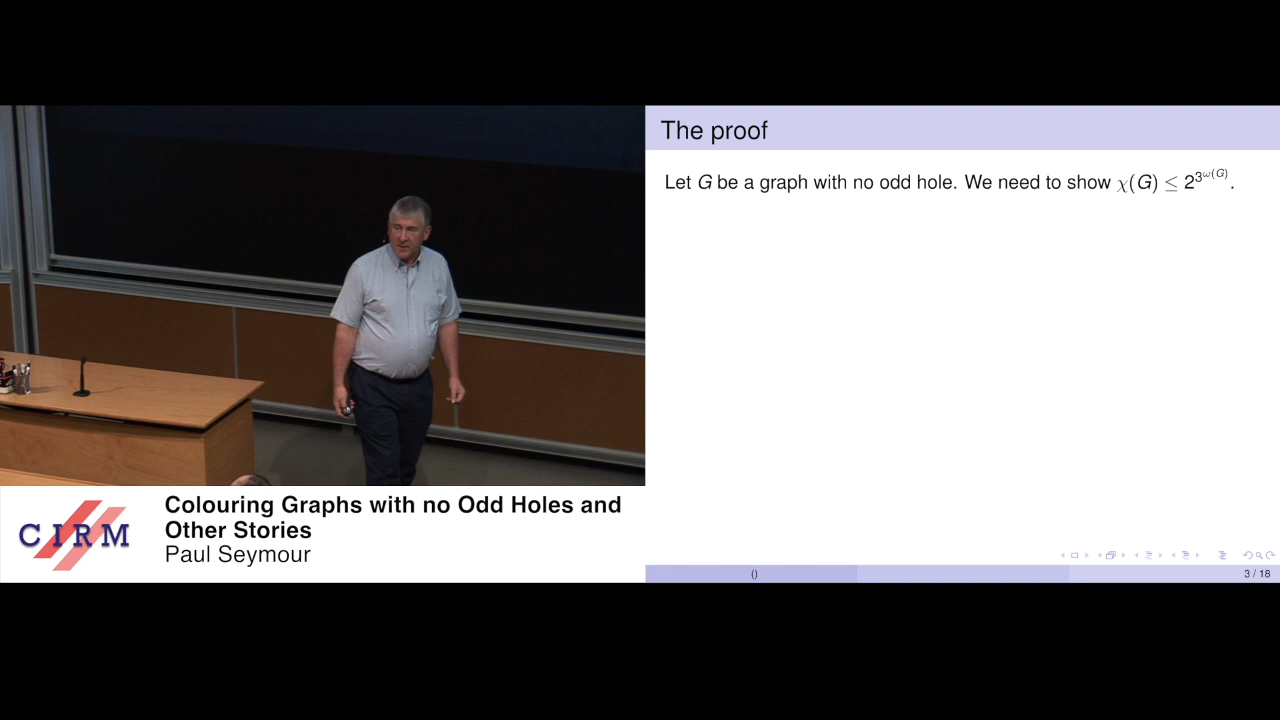 The proof
Let G be a graph with no odd hole. We need to show χ(G) ≤ 2^{3^{ω(G)}}.
CIRM
Colouring Graphs with no Odd Holes and
Other Stories
Paul Seymour
()
3 / 18